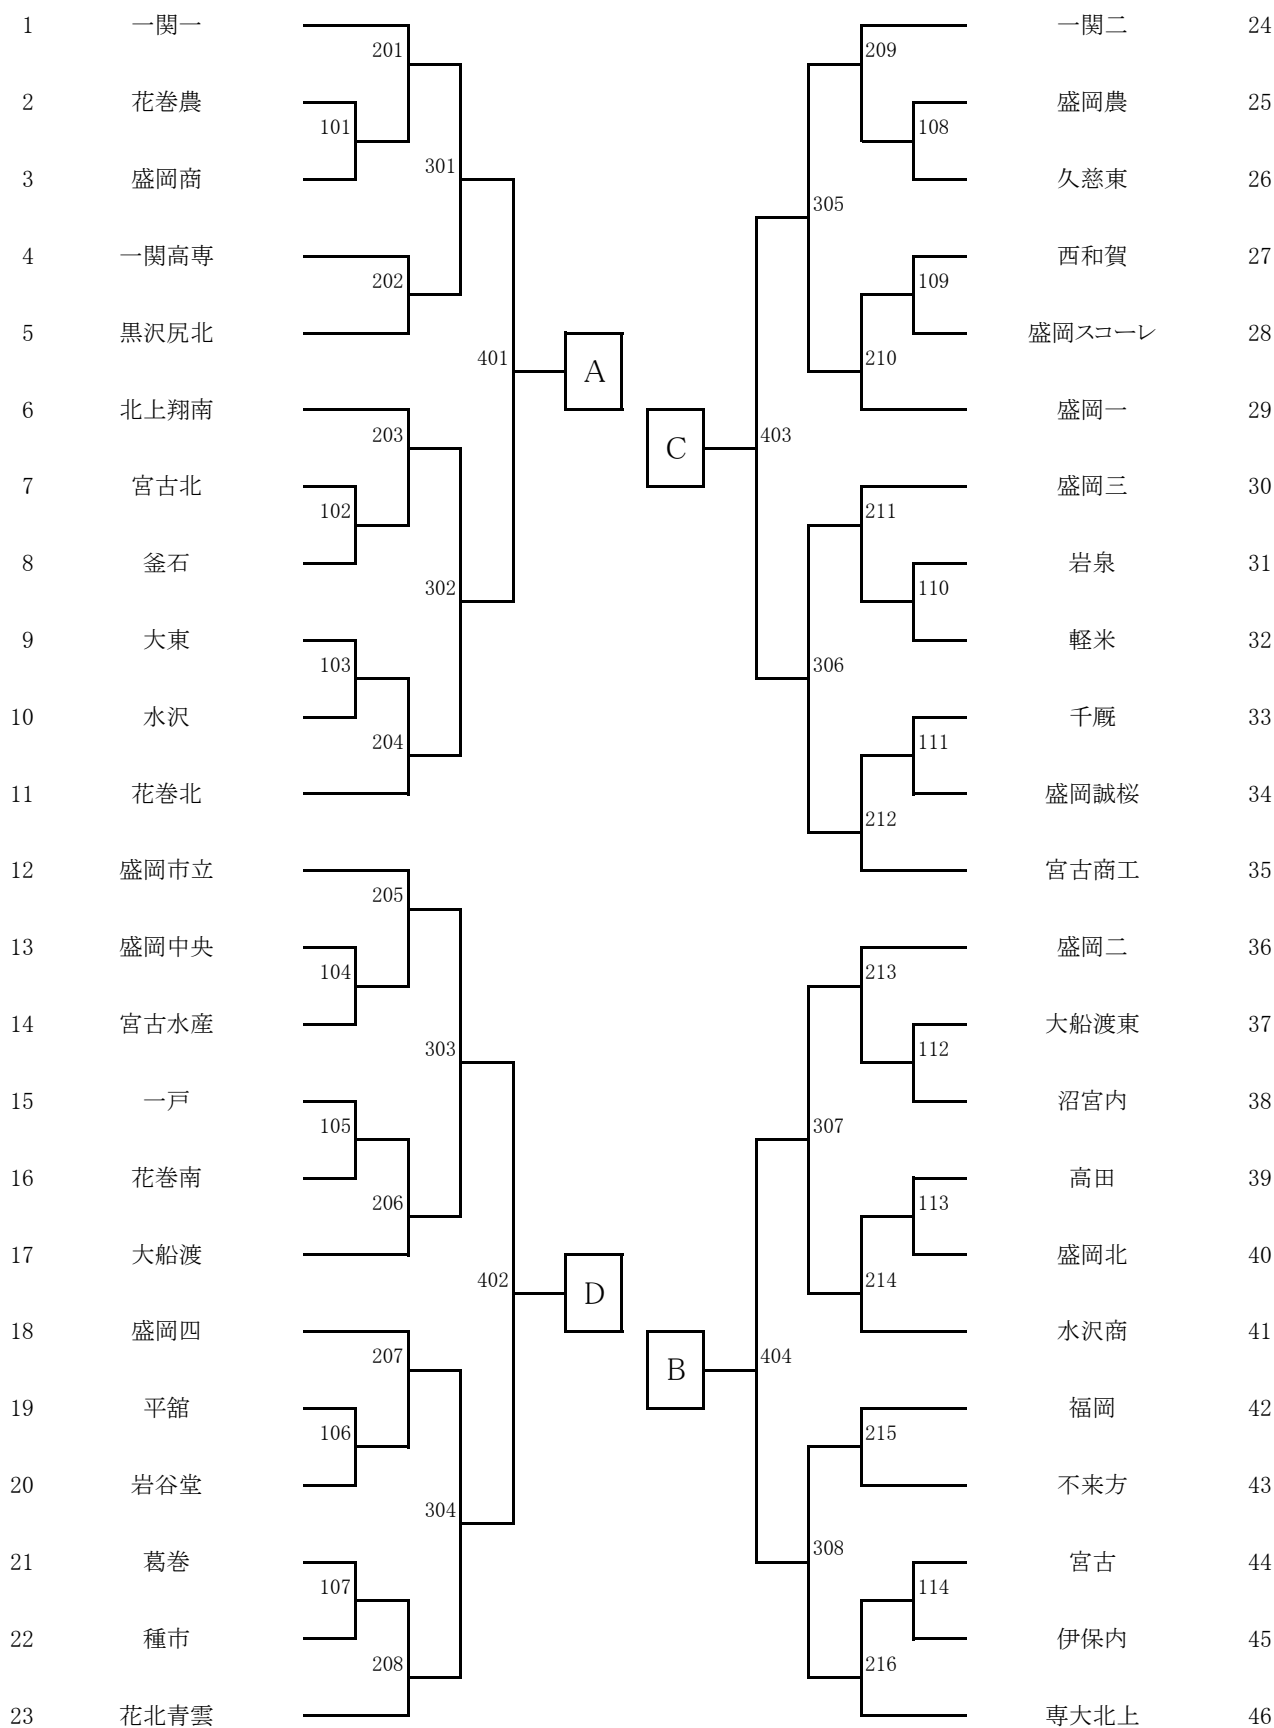 1 一関一 一関二 24
201 209
2 花巻農 盛岡農 25
101 108
3 盛岡商 301 久慈東 26
305
4 一関高専 西和賀 27
202 109
5 黒沢尻北 盛岡スコーレ 28
401 A 210
6 北上翔南 盛岡一 29
203 C 403
7 宮古北 盛岡三 30
102 211
8 釜石 岩泉 31
302 110
9 大東 軽米 32
103 306
10 水沢 千厩 33
204 111
11 花巻北 盛岡誠桜 34
212
12 盛岡市立 宮古商工 35
205
13 盛岡中央 盛岡二 36
104 213
14 宮古水産 大船渡東 37
303 112
15 一戸 沼宮内 38
105 307
16 花巻南 高田 39
206 113
17 大船渡 盛岡北 40
402 D 214
18 盛岡四 水沢商 41
207 B 404
19 平舘 福岡 42
106 215
20 岩谷堂 不来方 43
304 308
21 葛巻 宮古 44
107 114
22 種市 伊保内 45
208 216
23 花北青雲 専大北上 46